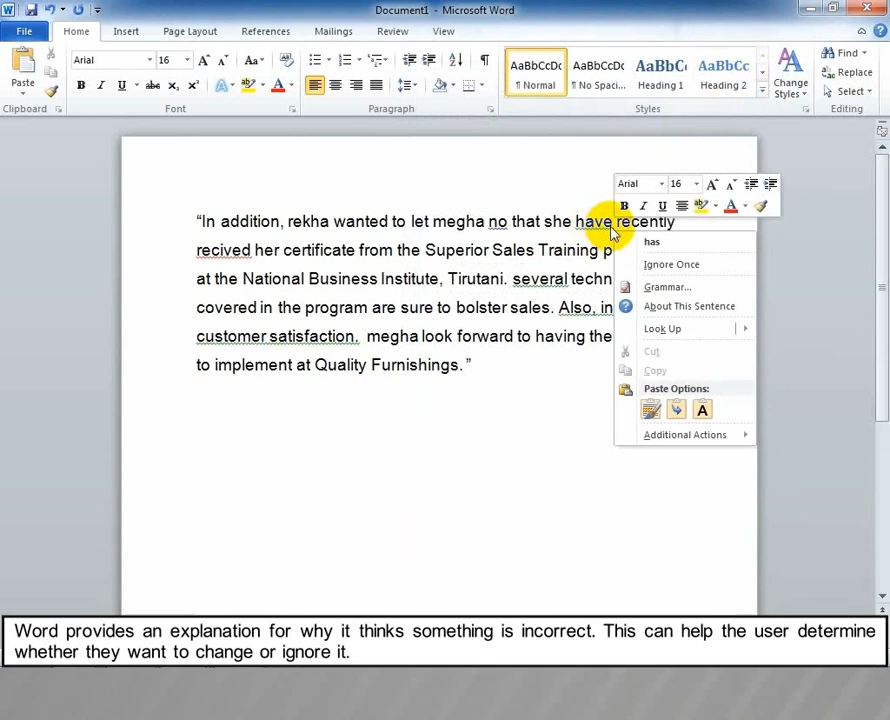 Document1 - Microsoft Word
File Home Insert Page Layout References Mailings Review View
Paste
Arial 16
Aa
B I U abc x₂ x² A ab A
AaBbCcDc AaBbCcDc AaBbCc AaBbCc
¶ Normal ¶ No Spaci... Heading 1 Heading 2
Change Styles
Find
Replace
Select
Clipboard Font Paragraph Styles Editing
Arial 16
B I U
“In addition, rekha wanted to let megha no that she have recently
recived her certificate from the Superior Sales Training p
at the National Business Institute, Tirutani. several techn
covered in the program are sure to bolster sales. Also, in
customer satisfaction. megha look forward to having the
to implement at Quality Furnishings. ”
has
Ignore Once
Grammar...
About This Sentence
Look Up
Cut
Copy
Paste Options:
A
Additional Actions
Word provides an explanation for why it thinks something is incorrect. This can help the user determine
whether they want to change or ignore it.